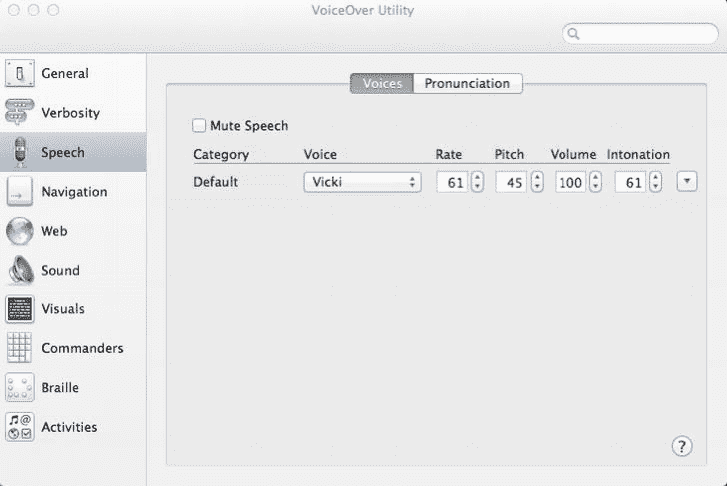 VoiceOver Utility
General
Verbosity
Speech
Navigation
Web
Sound
Visuals
Commanders
Braille
Activities
Voices Pronunciation
Mute Speech
Category Voice Rate Pitch Volume Intonation
Default Vicki 61 45 100 61
?